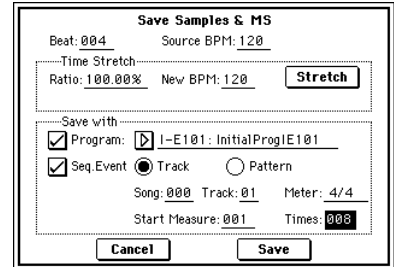 Save Samples & MS
Beat: 004 Source BPM: 120
Time Stretch
Ratio: 100.00% New BPM: 120 Stretch
Save with
Program: I-E101: InitialProgIE101
Seq.Event Track Pattern
Song: 000 Track: 01 Meter: 4/4
Start Measure: 001 Times: 008
Cancel Save